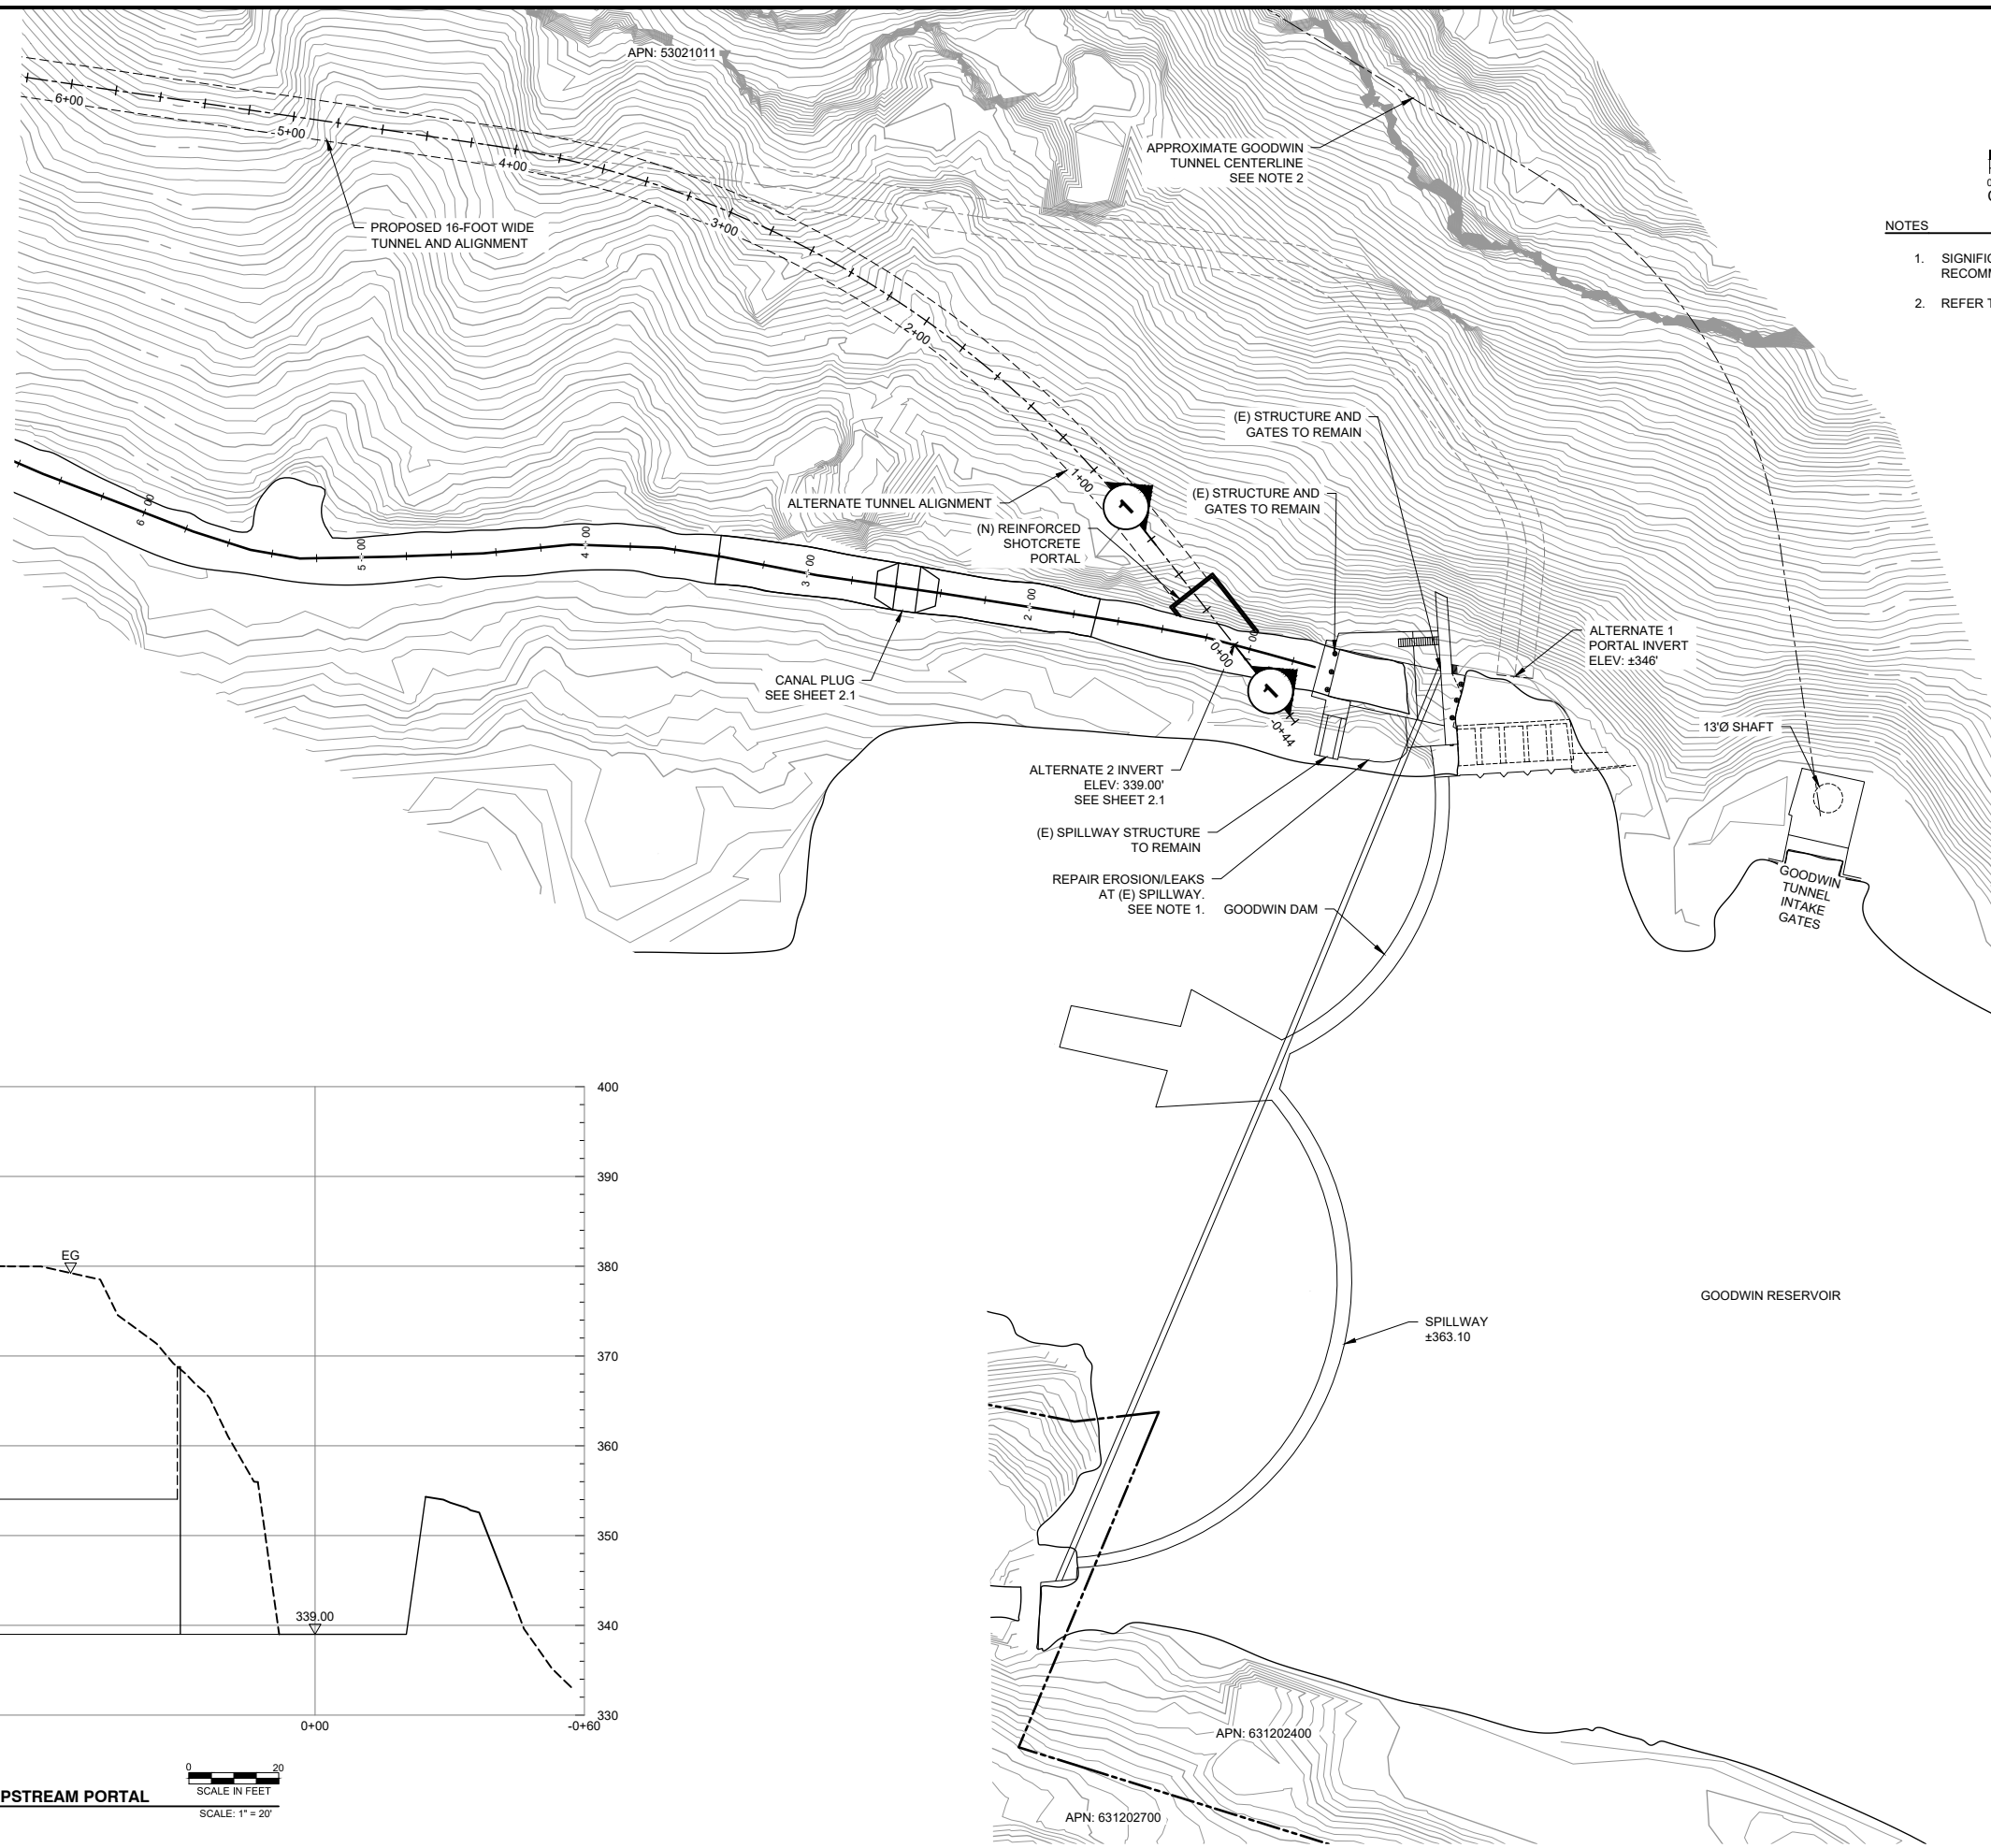 APN: 53021011
6+00
5+00
4+00
3+00
2+00
1+00
0+00
-0+44
PROPOSED 16-FOOT WIDE
TUNNEL AND ALIGNMENT
APPROXIMATE GOODWIN
TUNNEL CENTERLINE
SEE NOTE 2
NOTES
1. SIGNIFIC
RECOMM
2. REFER T
(E) STRUCTURE AND
GATES TO REMAIN
(E) STRUCTURE AND
GATES TO REMAIN
ALTERNATE TUNNEL ALIGNMENT
(N) REINFORCED
SHOTCRETE
PORTAL
1
1
6+00
5+00
4+00
3+00
2+00
CANAL PLUG
SEE SHEET 2.1
ALTERNATE 1
PORTAL INVERT
ELEV: ±346'
13'Ø SHAFT
ALTERNATE 2 INVERT
ELEV: 339.00'
SEE SHEET 2.1
(E) SPILLWAY STRUCTURE
TO REMAIN
REPAIR EROSION/LEAKS
AT (E) SPILLWAY.
SEE NOTE 1.
GOODWIN DAM
GOODWIN
TUNNEL
INTAKE
GATES
GOODWIN RESERVOIR
SPILLWAY
±363.10
400
390
380
370
360
350
340
330
EG
339.00
0+00
-0+60
PSTREAM PORTAL
0 20
SCALE IN FEET
SCALE: 1" = 20'
APN: 631202400
APN: 631202700